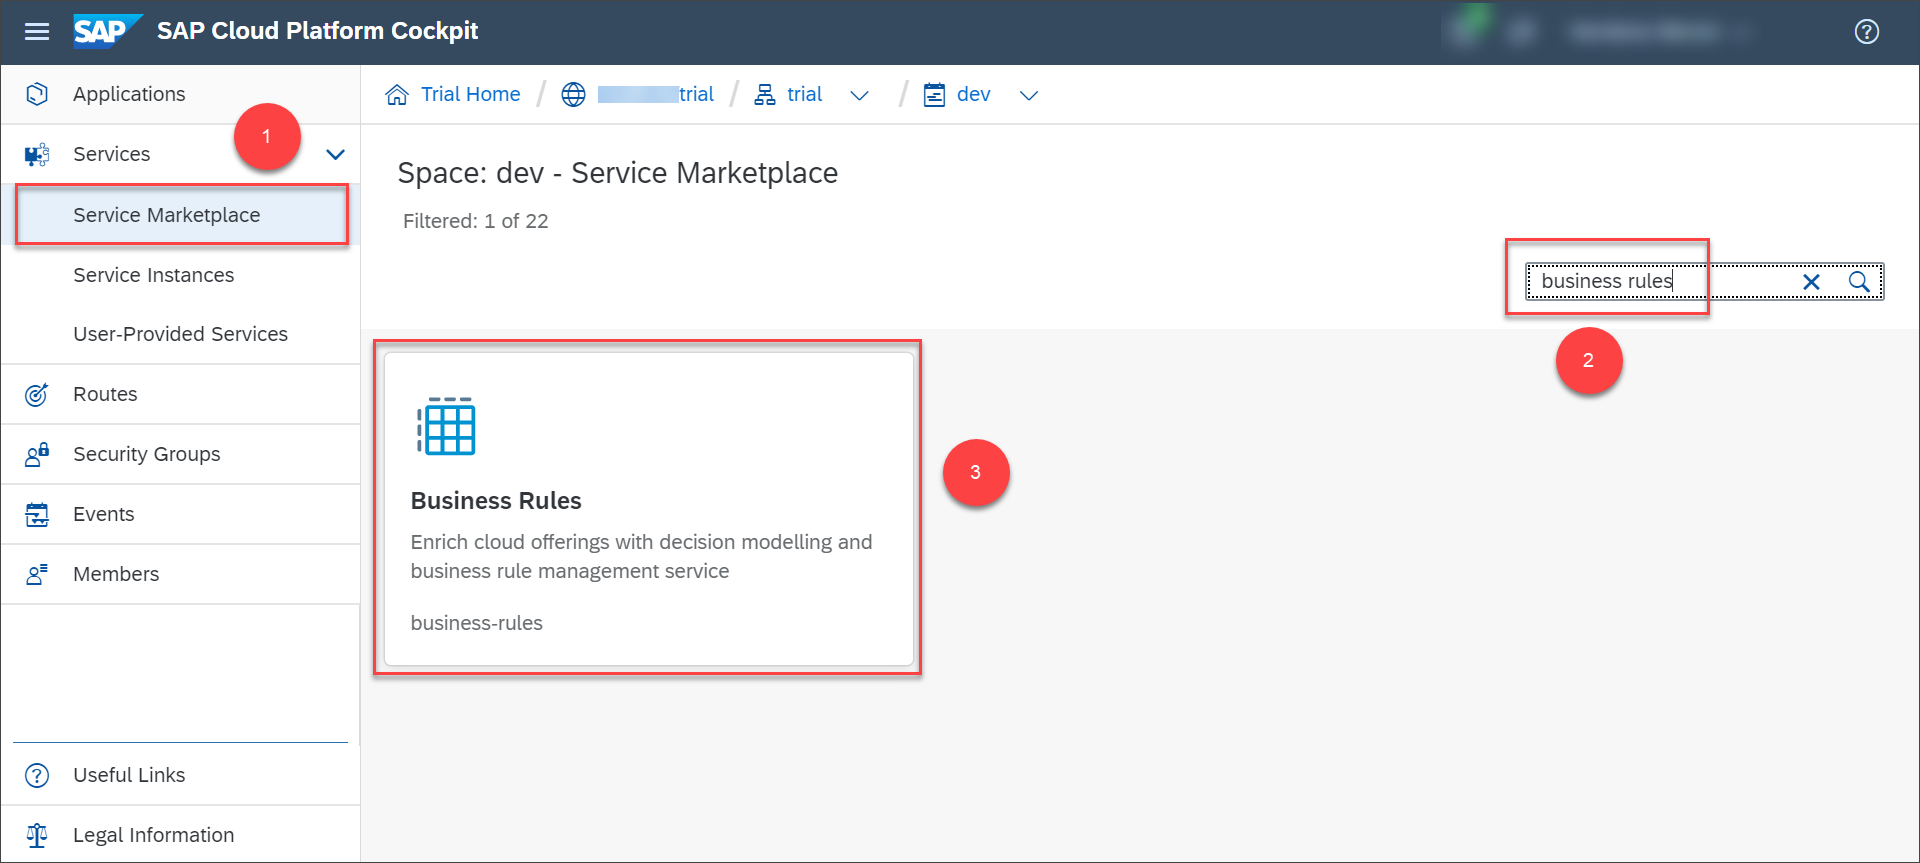 SAP SAP Cloud Platform Cockpit
Applications
Services
1
Service Marketplace
Service Instances
User-Provided Services
Routes
Security Groups
Events
Members
Useful Links
Legal Information
Trial Home / trial / trial / dev
Space: dev - Service Marketplace
Filtered: 1 of 22
business rules
2
Business Rules
Enrich cloud offerings with decision modelling and
business rule management service
business-rules
3